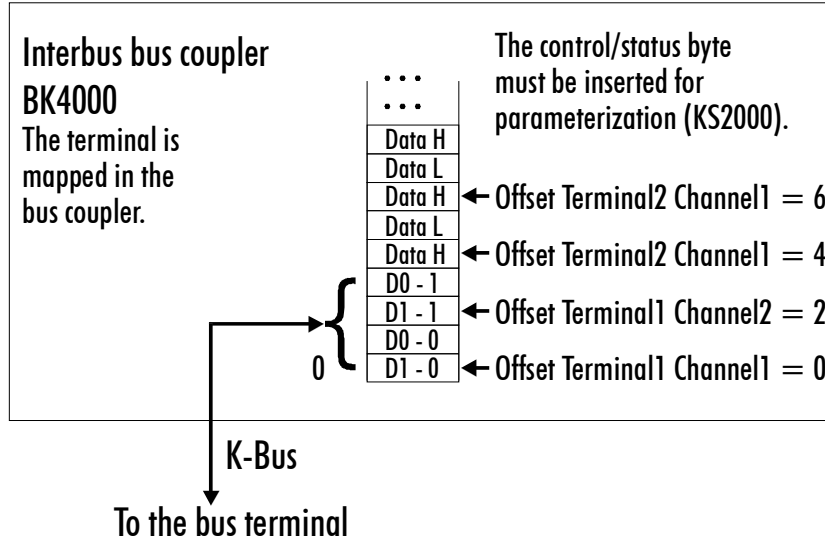 Interbus bus coupler
BK4000
The terminal is
mapped in the
bus coupler.
The control/status byte
must be inserted for
parameterization (KS2000).
...
...
Data H
Data L
Data H ← Offset Terminal2 Channel1 = 6
Data L
Data H ← Offset Terminal2 Channel1 = 4
D0 - 1
D1 - 1 ← Offset Terminal1 Channel2 = 2
D0 - 0
0 D1 - 0 ← Offset Terminal1 Channel1 = 0
K-Bus
To the bus terminal